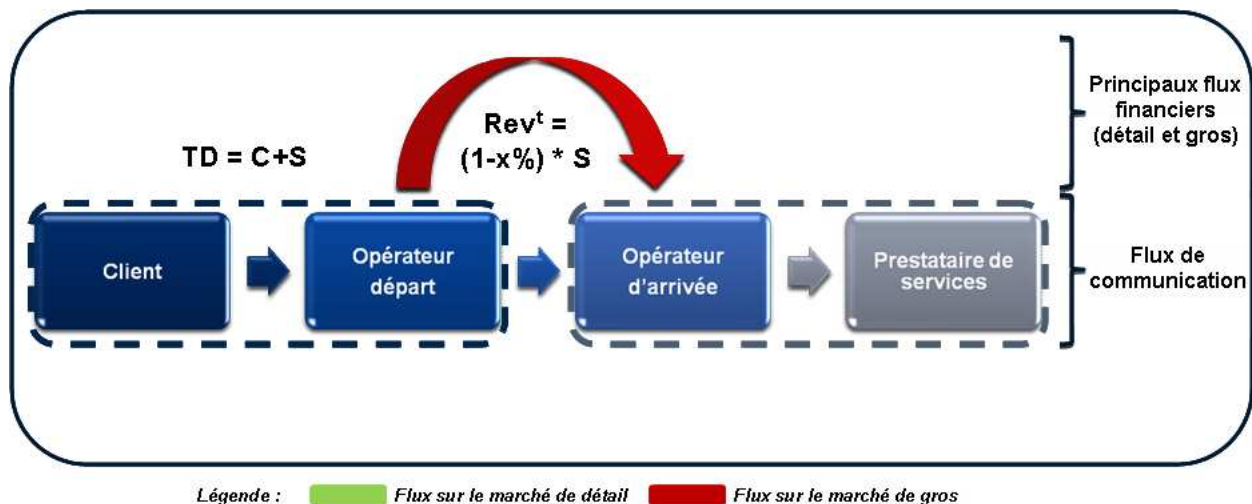 Principaux flux
financiers
(détail et gros)
Rev^t =
(1-x%) * S
TD = C+S
Client
Opérateur
départ
Opérateur
d'arrivée
Prestataire de
services
Flux de
communication
Légende :
Flux sur le marché de détail
Flux sur le marché de gros